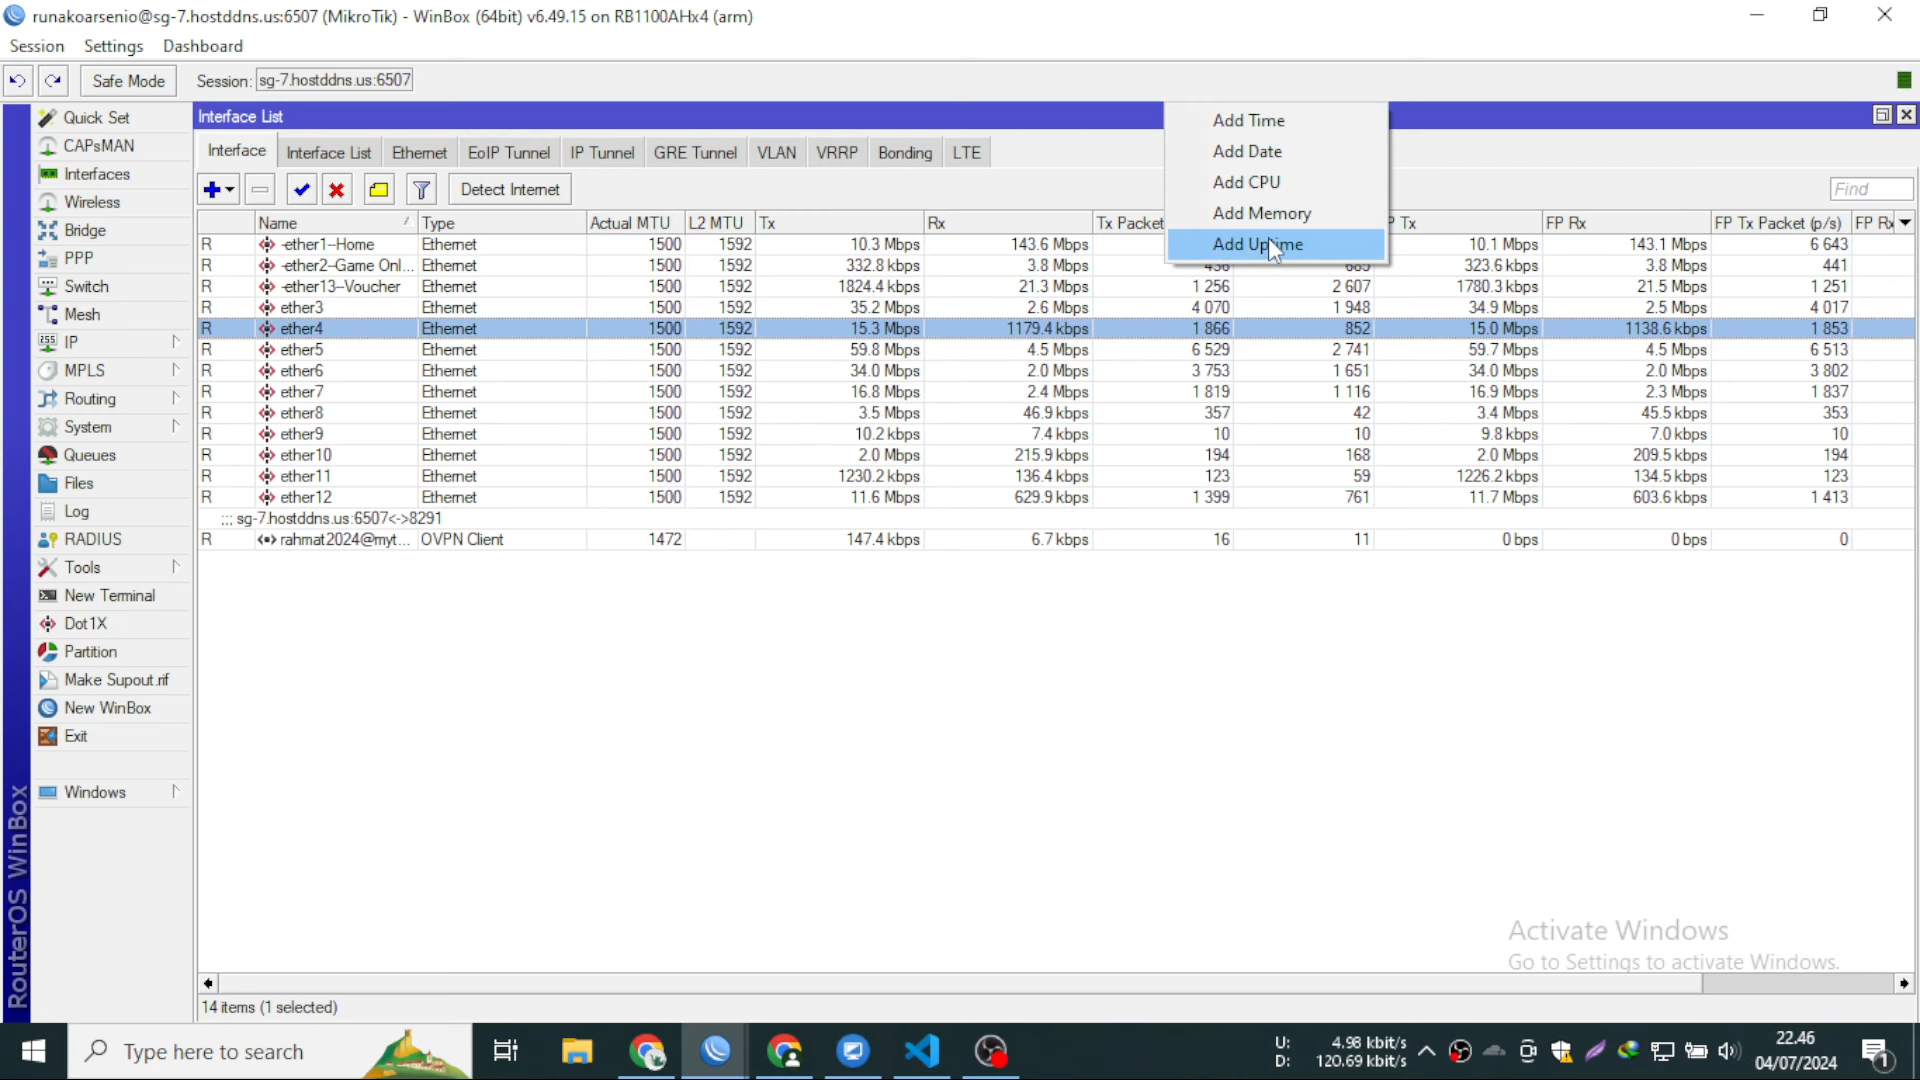 runakoarsenio@sg-7.hostddns.us:6507 (MikroTik) - WinBox (64bit) v6.49.15 on RB1100AHx4 (arm)
Session Settings Dashboard
Safe Mode Session: sg-7.hostddns.us:6507
Quick Set
CAPsMAN
Interfaces
Wireless
Bridge
PPP
Switch
Mesh
IP
MPLS
Routing
System
Queues
Files
Log
RADIUS
Tools
New Terminal
Dot1X
Partition
Make Supout.rif
New WinBox
Exit
Windows
RouterOS WinBox
Interface List
Interface Interface List Ethernet EoIP Tunnel IP Tunnel GRE Tunnel VLAN VRRP Bonding LTE
Detect Internet Find
Add Time
Add Date
Add CPU
Add Memory
Add Uptime
Name Type Actual MTU L2 MTU Tx Rx Tx Packet Tx FP Rx FP Tx Packet (p/s) FP Rx
R -ether1--Home Ethernet 1500 1592 10.3 Mbps 143.6 Mbps 10.1 Mbps 143.1 Mbps 6 643
R -ether2--Game Onl... Ethernet 1500 1592 332.8 kbps 3.8 Mbps 436 685 323.6 kbps 3.8 Mbps 441
R -ether13--Voucher Ethernet 1500 1592 1824.4 kbps 21.3 Mbps 1 256 2 607 1780.3 kbps 21.5 Mbps 1 251
R ether3 Ethernet 1500 1592 35.2 Mbps 2.6 Mbps 4 070 1 948 34.9 Mbps 2.5 Mbps 4 017
R ether4 Ethernet 1500 1592 15.3 Mbps 1179.4 kbps 1 866 852 15.0 Mbps 1138.6 kbps 1 853
R ether5 Ethernet 1500 1592 59.8 Mbps 4.5 Mbps 6 529 2 741 59.7 Mbps 4.5 Mbps 6 513
R ether6 Ethernet 1500 1592 34.0 Mbps 2.0 Mbps 3 753 1 651 34.0 Mbps 2.0 Mbps 3 802
R ether7 Ethernet 1500 1592 16.8 Mbps 2.4 Mbps 1 819 1 116 16.9 Mbps 2.3 Mbps 1 837
R ether8 Ethernet 1500 1592 3.5 Mbps 46.9 kbps 357 42 3.4 Mbps 45.5 kbps 353
R ether9 Ethernet 1500 1592 10.2 kbps 7.4 kbps 10 10 9.8 kbps 7.0 kbps 10
R ether10 Ethernet 1500 1592 2.0 Mbps 215.9 kbps 194 168 2.0 Mbps 209.5 kbps 194
R ether11 Ethernet 1500 1592 1230.2 kbps 136.4 kbps 123 59 1226.2 kbps 134.5 kbps 123
R ether12 Ethernet 1500 1592 11.6 Mbps 629.9 kbps 1 399 761 11.7 Mbps 603.6 kbps 1 413
;;; sg-7.hostddns.us:6507<->8291
R rahmat2024@myt... OVPN Client 1472 147.4 kbps 6.7 kbps 16 11 0 bps 0 bps 0
Activate Windows
Go to Settings to activate Windows.
14 items (1 selected)
Type here to search
U: 4.98 kbit/s
D: 120.69 kbit/s
22.46
04/07/2024
1